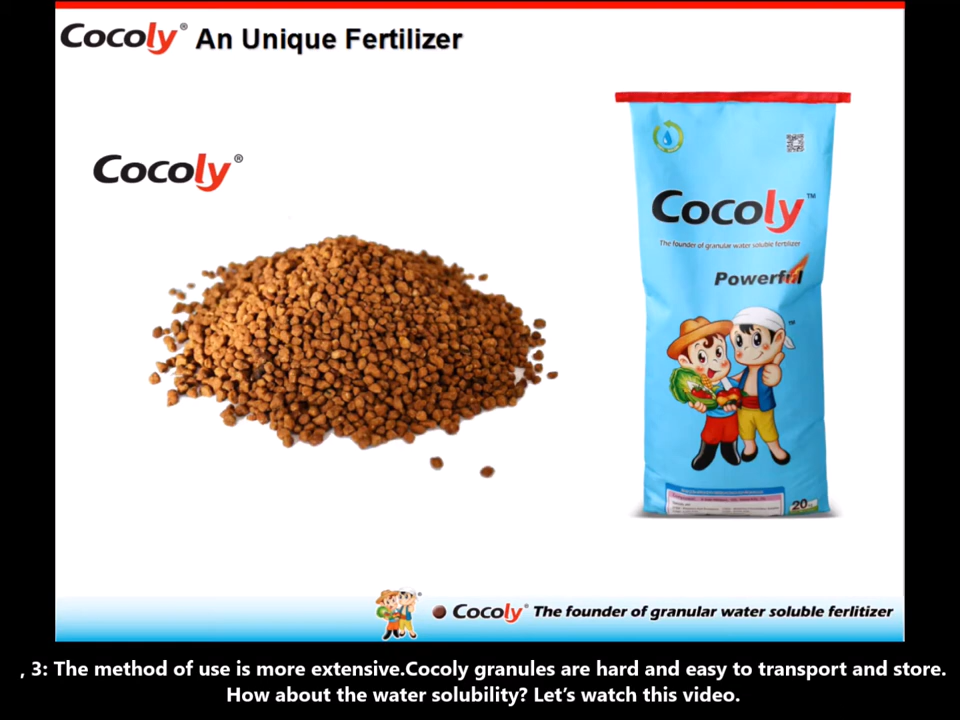 Cocoly® An Unique Fertilizer
Cocoly®
Cocoly™
The founder of granular water soluble fertilizer
Powerful
20
Cocoly® The founder of granular water soluble ferlitizer
, 3: The method of use is more extensive.Cocoly granules are hard and easy to transport and store.
How about the water solubility? Let's watch this video.